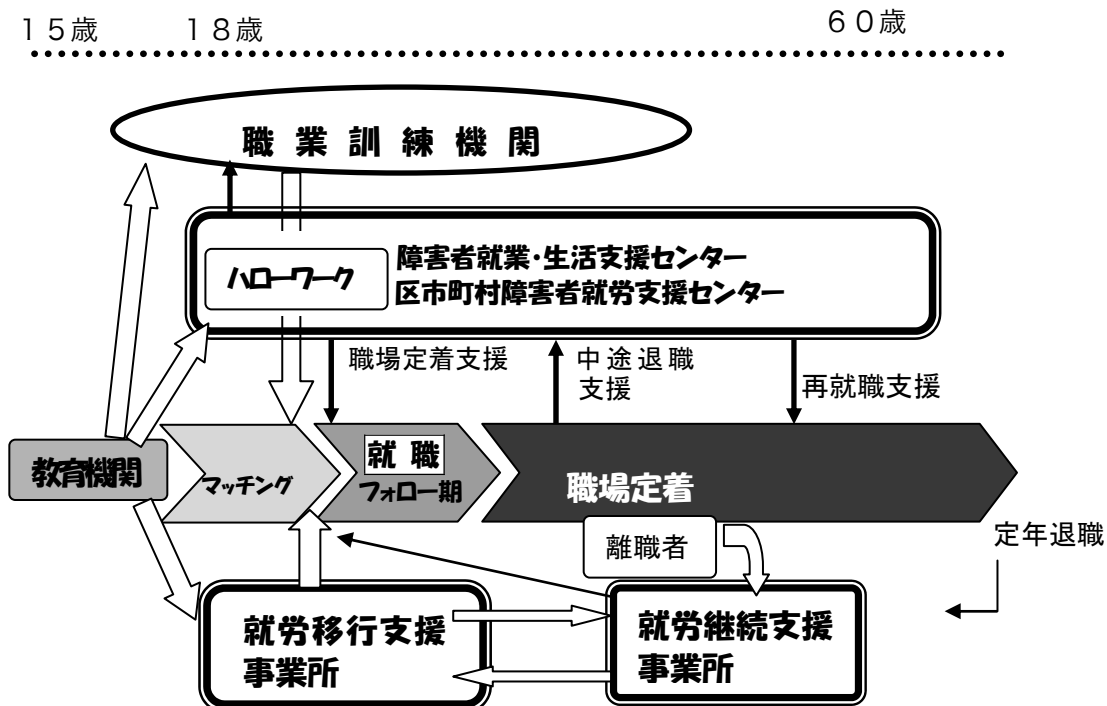 １５歳
１８歳
６０歳
職業訓練機関
ハローワーク
障害者就業・生活支援センター
区市町村障害者就労支援センター
職場定着支援
中途退職
支援
再就職支援
教育機関
マッチング
就職
フォロー期
職場定着
離職者
定年退職
就労移行支援
事業所
就労継続支援
事業所